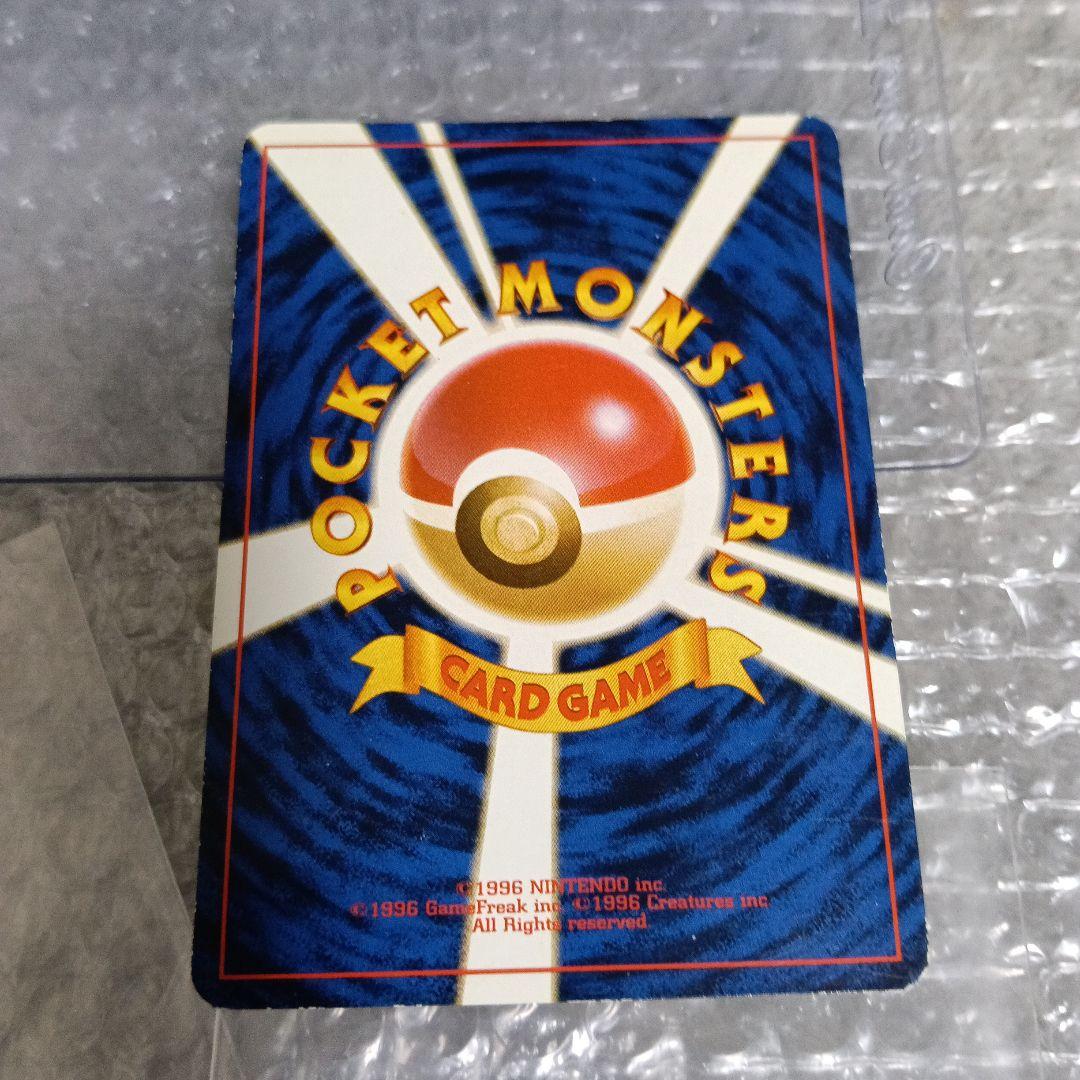 POCKET MONSTERS
CARD GAME
©1996 NINTENDO inc.
©1996 GameFreak inc. ©1996 Creatures inc
All Rights reserved.